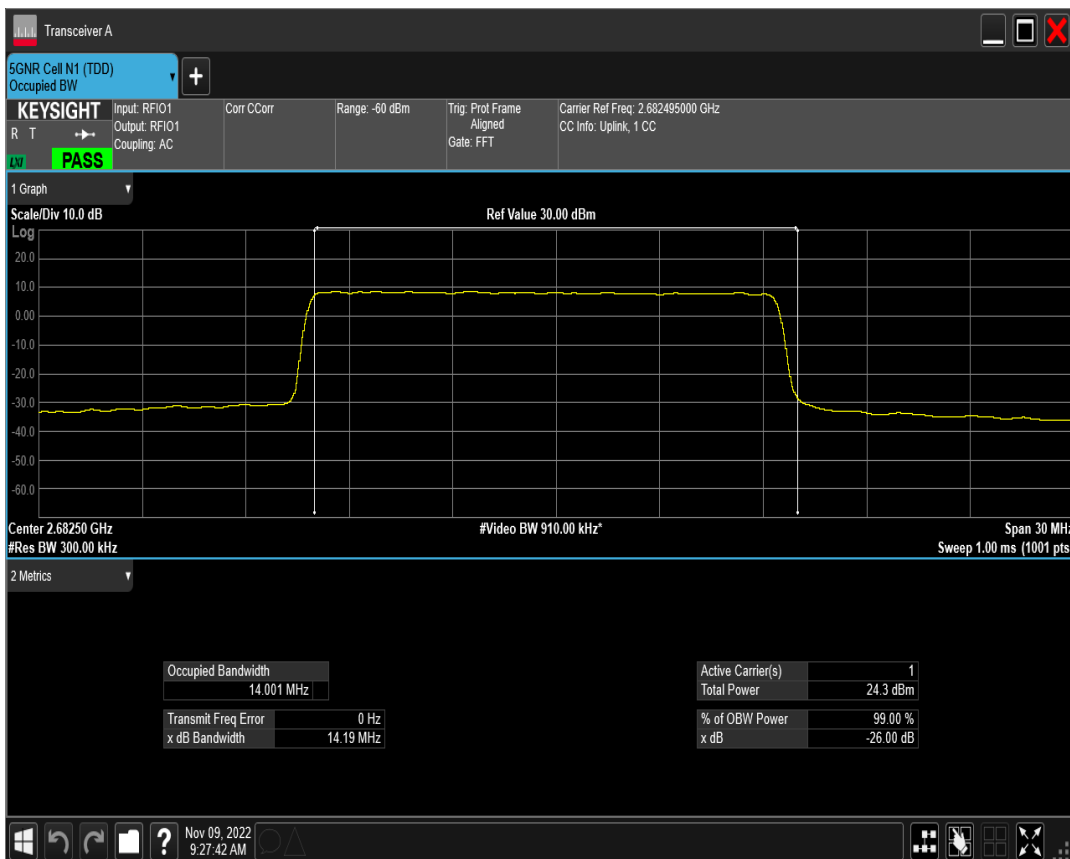 Transceiver A
5GNR Cell N1 (TDD)
Occupied BW
+
KEYSIGHT
R T
LXI
PASS
Input: RFIO1
Output: RFIO1
Coupling: AC
Corr CCorr
Range: -60 dBm
Trig: Prot Frame
Aligned
Gate: FFT
Carrier Ref Freq: 2.682495000 GHz
CC Info: Uplink, 1 CC
1 Graph
Scale/Div 10.0 dB
Ref Value 30.00 dBm
Log
20.0
10.0
0.00
-10.0
-20.0
-30.0
-40.0
-50.0
-60.0
Center 2.68250 GHz
#Video BW 910.00 kHz*
Span 30 MHz
#Res BW 300.00 kHz
Sweep 1.00 ms (1001 pts
2 Metrics
Occupied Bandwidth
14.001 MHz
Transmit Freq Error 0 Hz
x dB Bandwidth 14.19 MHz
Active Carrier(s) 1
Total Power 24.3 dBm
% of OBW Power 99.00 %
x dB -26.00 dB
?
Nov 09, 2022
9:27:42 AM